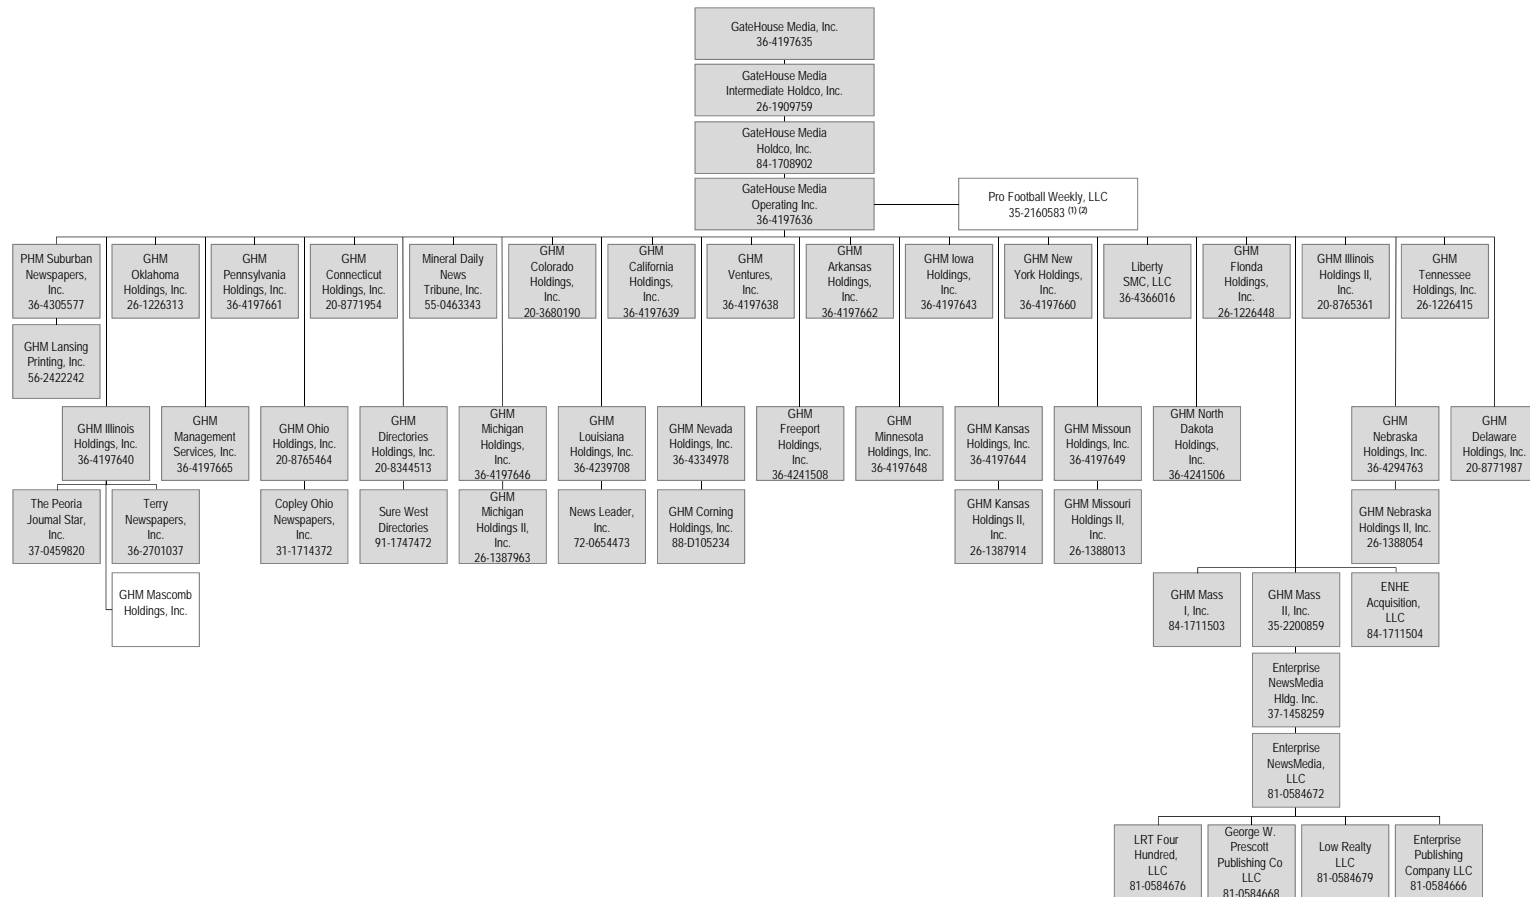 GateHouse Media, Inc.
36-4197635
GateHouse Media
Intermediate Holdco, Inc.
26-1909759
GateHouse Media
Holdco, Inc.
84-1708902
GateHouse Media
Operating Inc.
36-4197636
Pro Football Weekly, LLC
35-2160583 (1) (2)
PHM Suburban
Newspapers,
Inc.
36-4305577
GHM
Oklahoma
Holdings, Inc.
26-1226313
GHM
Pennsylvania
Holdings, Inc.
36-4197661
GHM
Connecticut
Holdings, Inc.
20-8771954
Mineral Daily
News
Tribune, Inc.
55-0463343
GHM
Colorado
Holdings,
Inc.
20-3680190
GHM
California
Holdings,
Inc.
36-4197639
GHM
Ventures,
Inc.
36-4197638
GHM
Arkansas
Holdings,
Inc.
36-4197662
GHM Iowa
Holdings,
Inc.
36-4197643
GHM New
York Holdings,
Inc.
36-4197660
Liberty
SMC, LLC
36-4366016
GHM
Flonda
Holdings,
Inc.
26-1226448
GHM Illinois
Holdings II,
Inc.
20-8765361
GHM
Tennessee
Holdings, Inc.
26-1226415
GHM Lansing
Printing, Inc.
56-2422242
GHM Illinois
Holdings, Inc.
36-4197640
GHM
Management
Services, Inc.
36-4197665
GHM Ohio
Holdings, Inc.
20-8765464
GHM
Directories
Holdings, Inc.
20-8344513
GHM
Michigan
Holdings,
Inc.
36-4197646
GHM
Louisiana
Holdings, Inc.
36-4239708
GHM Nevada
Holdings, Inc.
36-4334978
GHM
Freeport
Holdings,
Inc.
36-4241508
GHM
Minnesota
Holdings, Inc.
36-4197648
GHM Kansas
Holdings, Inc.
36-4197644
GHM Missoun
Holdings, Inc.
36-4197649
GHM North
Dakota
Holdings,
Inc.
36-4241506
GHM
Nebraska
Holdings, Inc.
36-4294763
GHM
Delaware
Holdings, Inc.
20-8771987
The Peoria
Joumal Star,
Inc.
37-0459820
Terry
Newspapers,
Inc.
36-2701037
Copley Ohio
Newspapers,
Inc.
31-1714372
Sure West
Directories
91-1747472
GHM
Michigan
Holdings II,
Inc.
26-1387963
News Leader,
Inc.
72-0654473
GHM Corning
Holdings, Inc.
88-D105234
GHM Kansas
Holdings II,
Inc.
26-1387914
GHM Missouri
Holdings II,
Inc.
26-1388013
GHM Nebraska
Holdings II, Inc.
26-1388054
GHM Mascomb
Holdings, Inc.
GHM Mass
I, Inc.
84-1711503
GHM Mass
II, Inc.
35-2200859
ENHE
Acquisition,
LLC
84-1711504
Enterprise
NewsMedia
Hldg. Inc.
37-1458259
Enterprise
NewsMedia,
LLC
81-0584672
LRT Four
Hundred,
LLC
81-0584676
George W.
Prescott
Publishing Co
LLC
81-0584668
Low Realty
LLC
81-0584679
Enterprise
Publishing
Company LLC
81-0584666